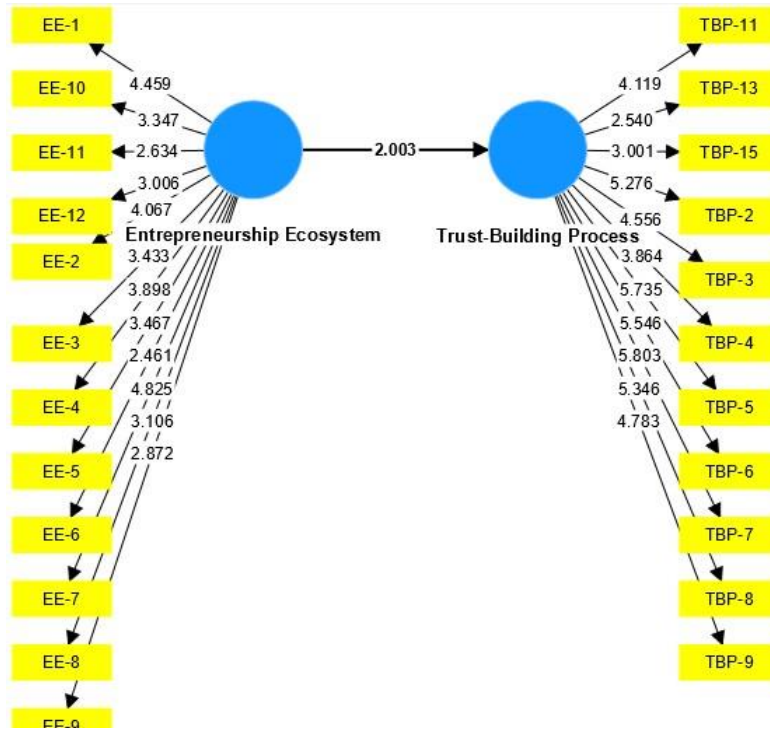 EE-1
EE-10
EE-11
EE-12
EE-2
EE-3
EE-4
EE-5
EE-6
EE-7
EE-8
EE-9
4.459
3.347
2.634
3.006
4.067
3.433
3.898
3.467
2.461
4.825
3.106
2.872
Entrepreneurship Ecosystem
2.003
Trust-Building Process
4.119
2.540
3.001
5.276
4.556
3.864
5.735
5.546
5.803
5.346
4.783
TBP-11
TBP-13
TBP-15
TBP-2
TBP-3
TBP-4
TBP-5
TBP-6
TBP-7
TBP-8
TBP-9